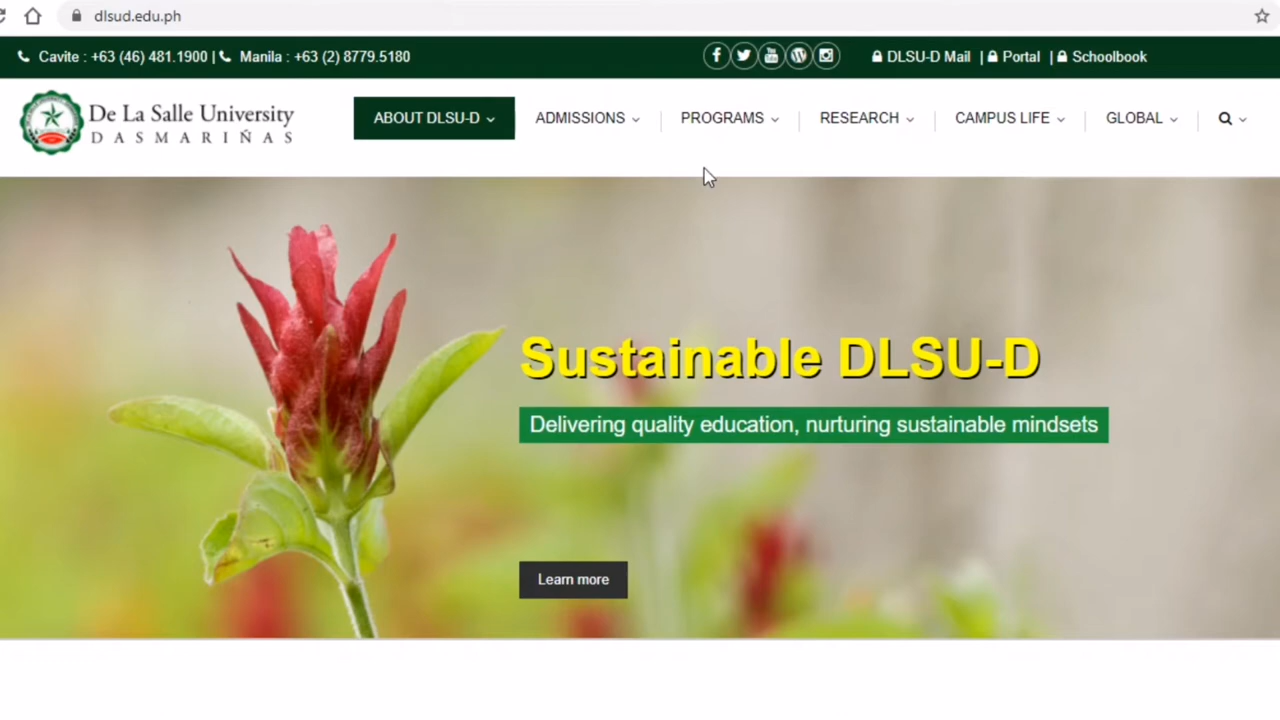 dlsud.edu.ph
Cavite : +63 (46) 481.1900 | Manila : +63 (2) 8779.5180
DLSU-D Mail | Portal | Schoolbook
De La Salle University
DASMARIÑAS
ABOUT DLSU-D ADMISSIONS PROGRAMS RESEARCH CAMPUS LIFE GLOBAL
Sustainable DLSU-D
Delivering quality education, nurturing sustainable mindsets
Learn more